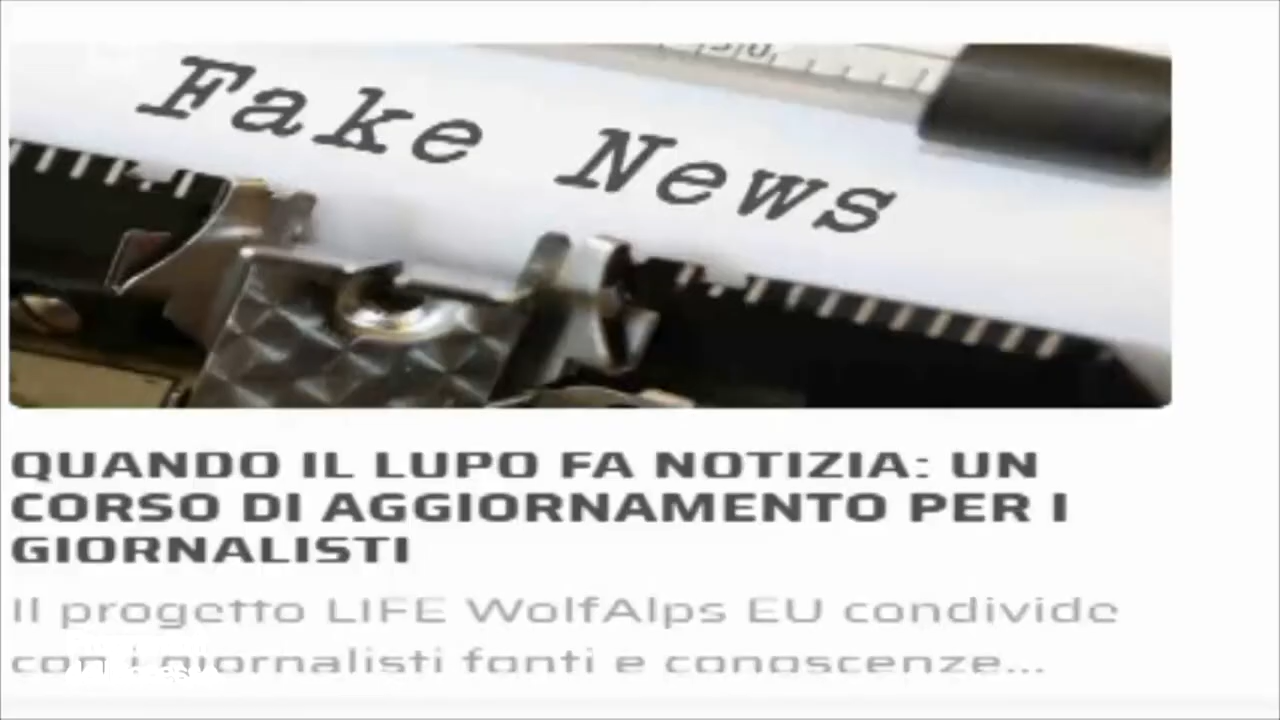 Fake News
QUANDO IL LUPO FA NOTIZIA: UN
CORSO DI AGGIORNAMENTO PER I
GIORNALISTI
Il progetto LIFE WolfAlps EU condivide
con i giornalisti fonti e conoscenze...